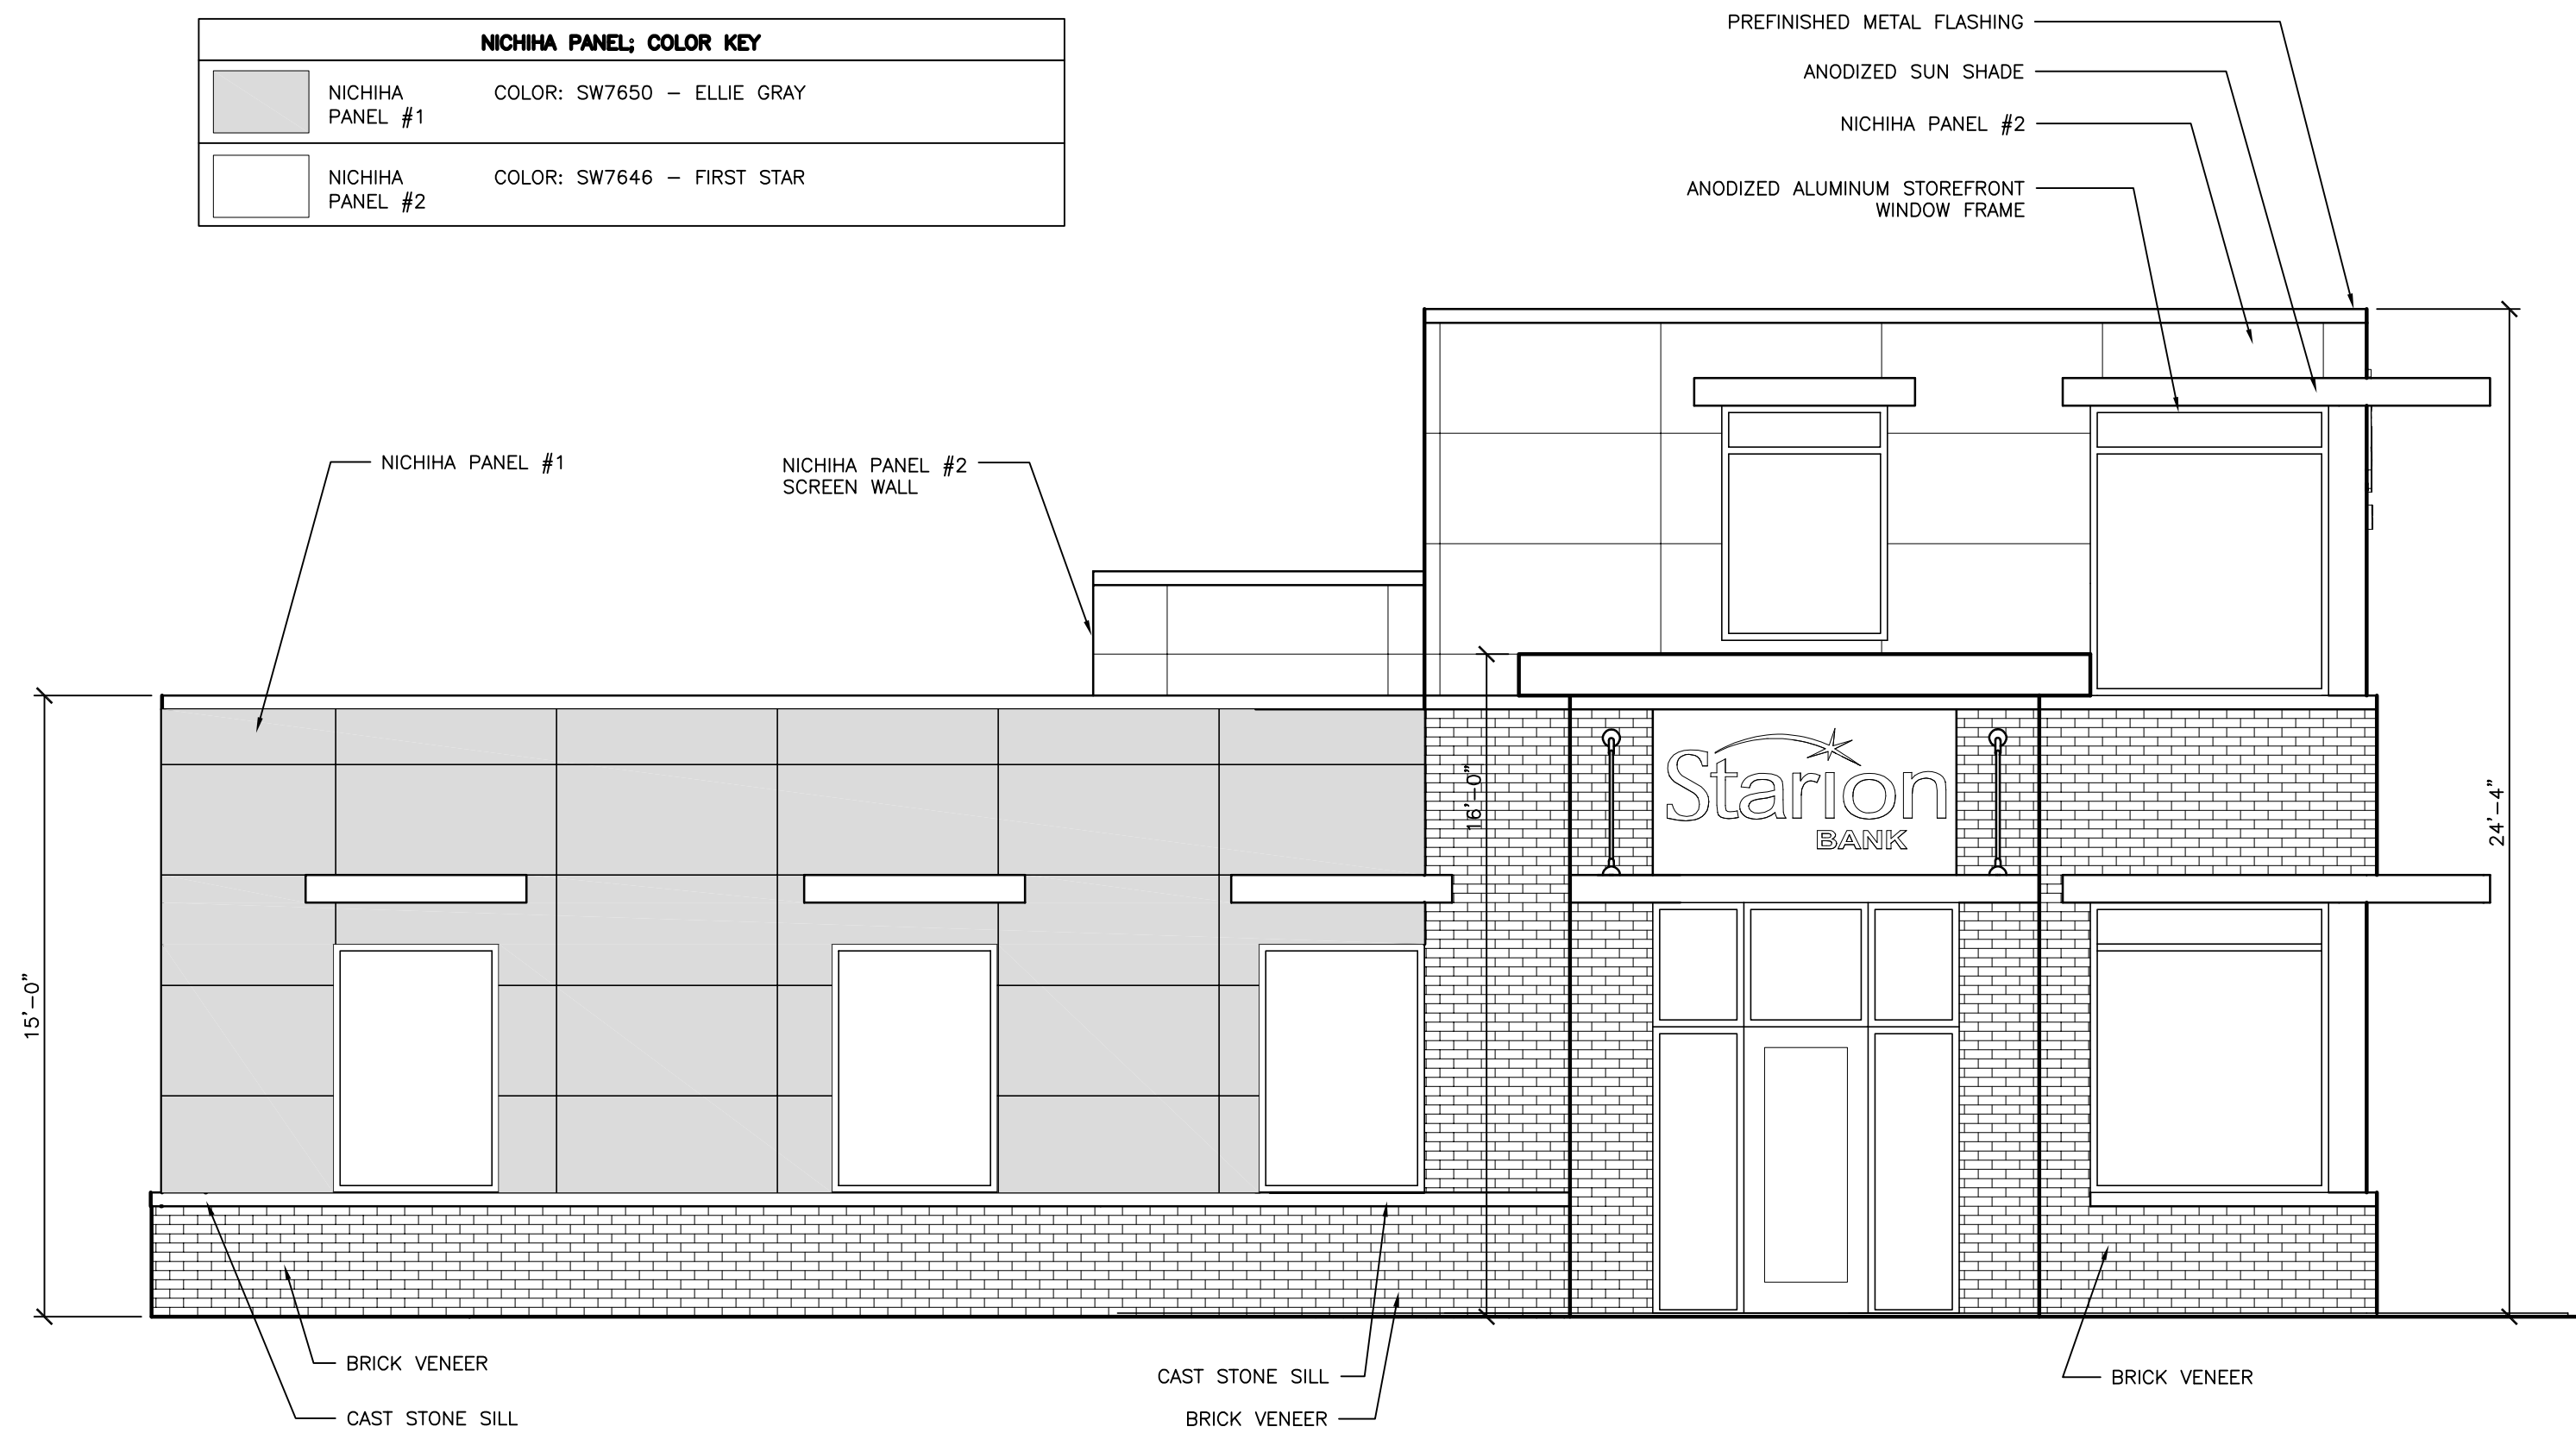 NICHIHA PANEL; COLOR KEY
NICHIHA COLOR: SW7650 - ELLIE GRAY
PANEL #1
NICHIHA COLOR: SW7646 - FIRST STAR
PANEL #2
PREFINISHED METAL FLASHING
ANODIZED SUN SHADE
NICHIHA PANEL #2
ANODIZED ALUMINUM STOREFRONT
WINDOW FRAME
NICHIHA PANEL #1
NICHIHA PANEL #2
SCREEN WALL
15'-0"
16'-0"
24'-4"
Starion
BANK
BRICK VENEER
CAST STONE SILL
CAST STONE SILL
BRICK VENEER
BRICK VENEER